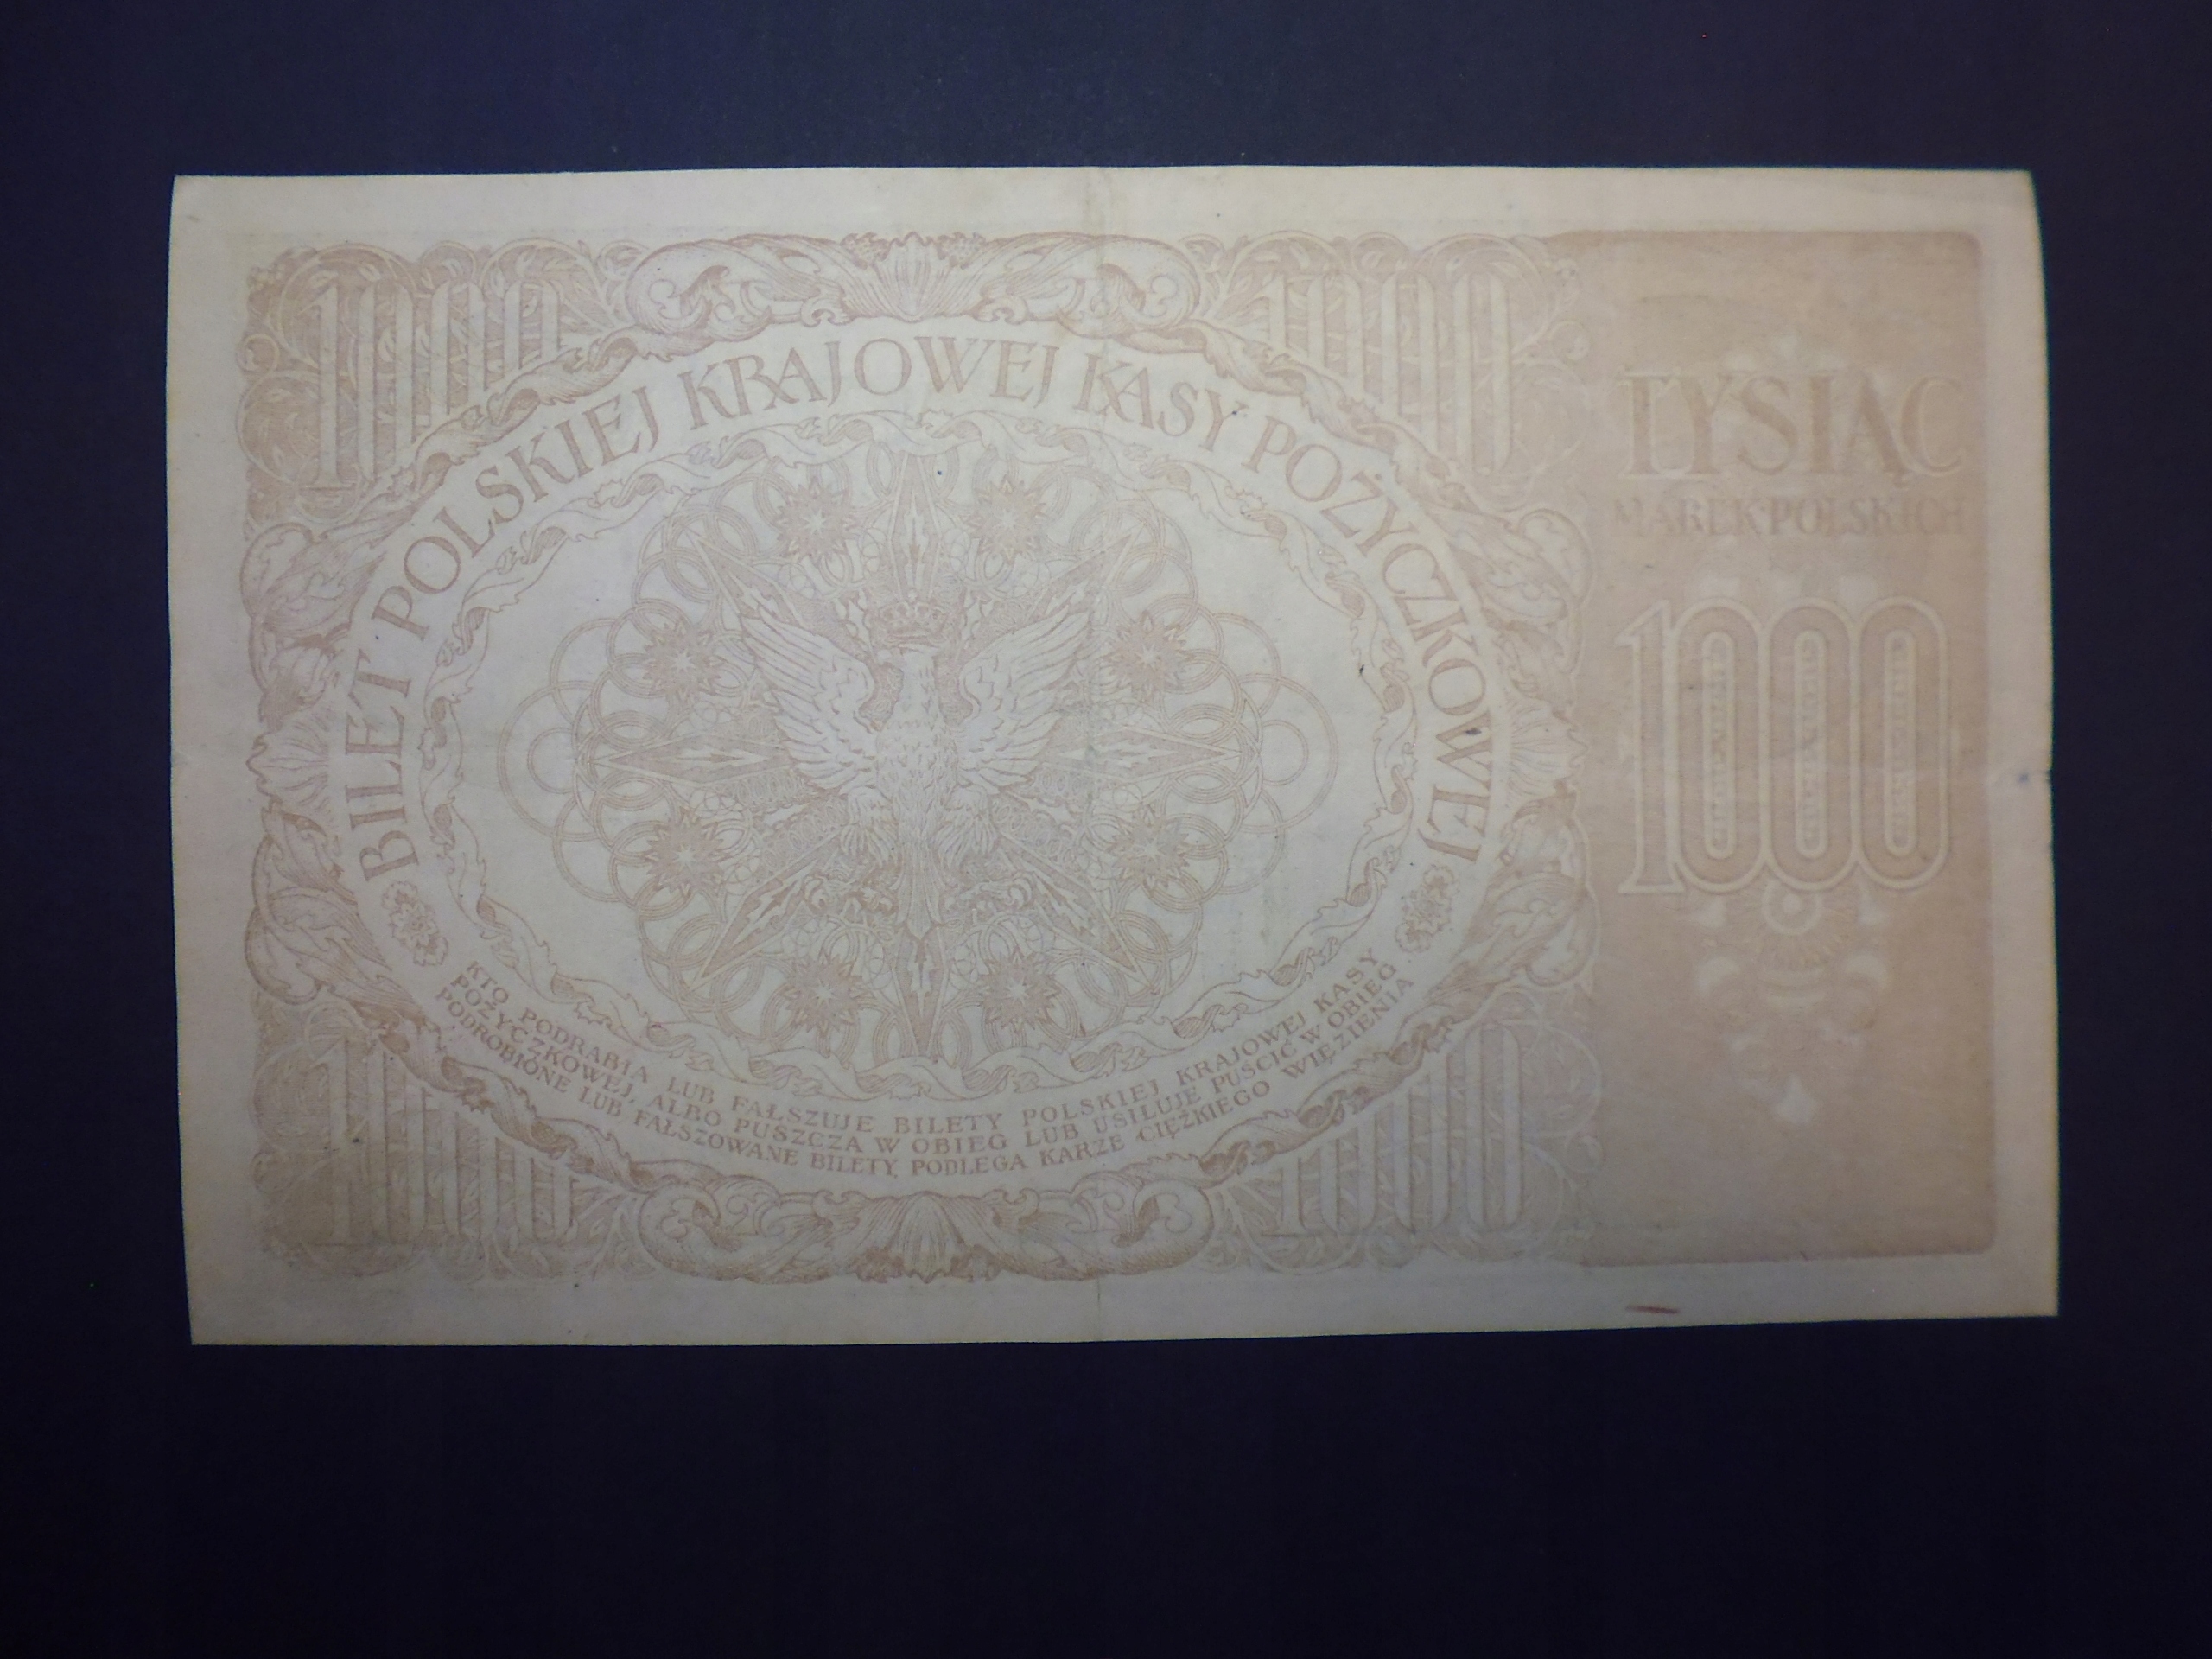 1000
1000
BILET POLSKIEJ KRAJOWEJ KASY POŻYCZKOWEJ
TYSIĄC
MAREK POLSKICH
1000
KTO PODRABIA LUB FAŁSZUJE BILETY POLSKIEJ KRAJOWEJ KASY
POŻYCZKOWEJ, ALBO PUSZCZA W OBIEG LUB USIŁUJE PUŚCIĆ W OBIEG
PODROBIONE LUB FAŁSZOWANE BILETY, PODLEGA KARZE CIĘŻKIEGO WIĘZIENIA
1000
1000